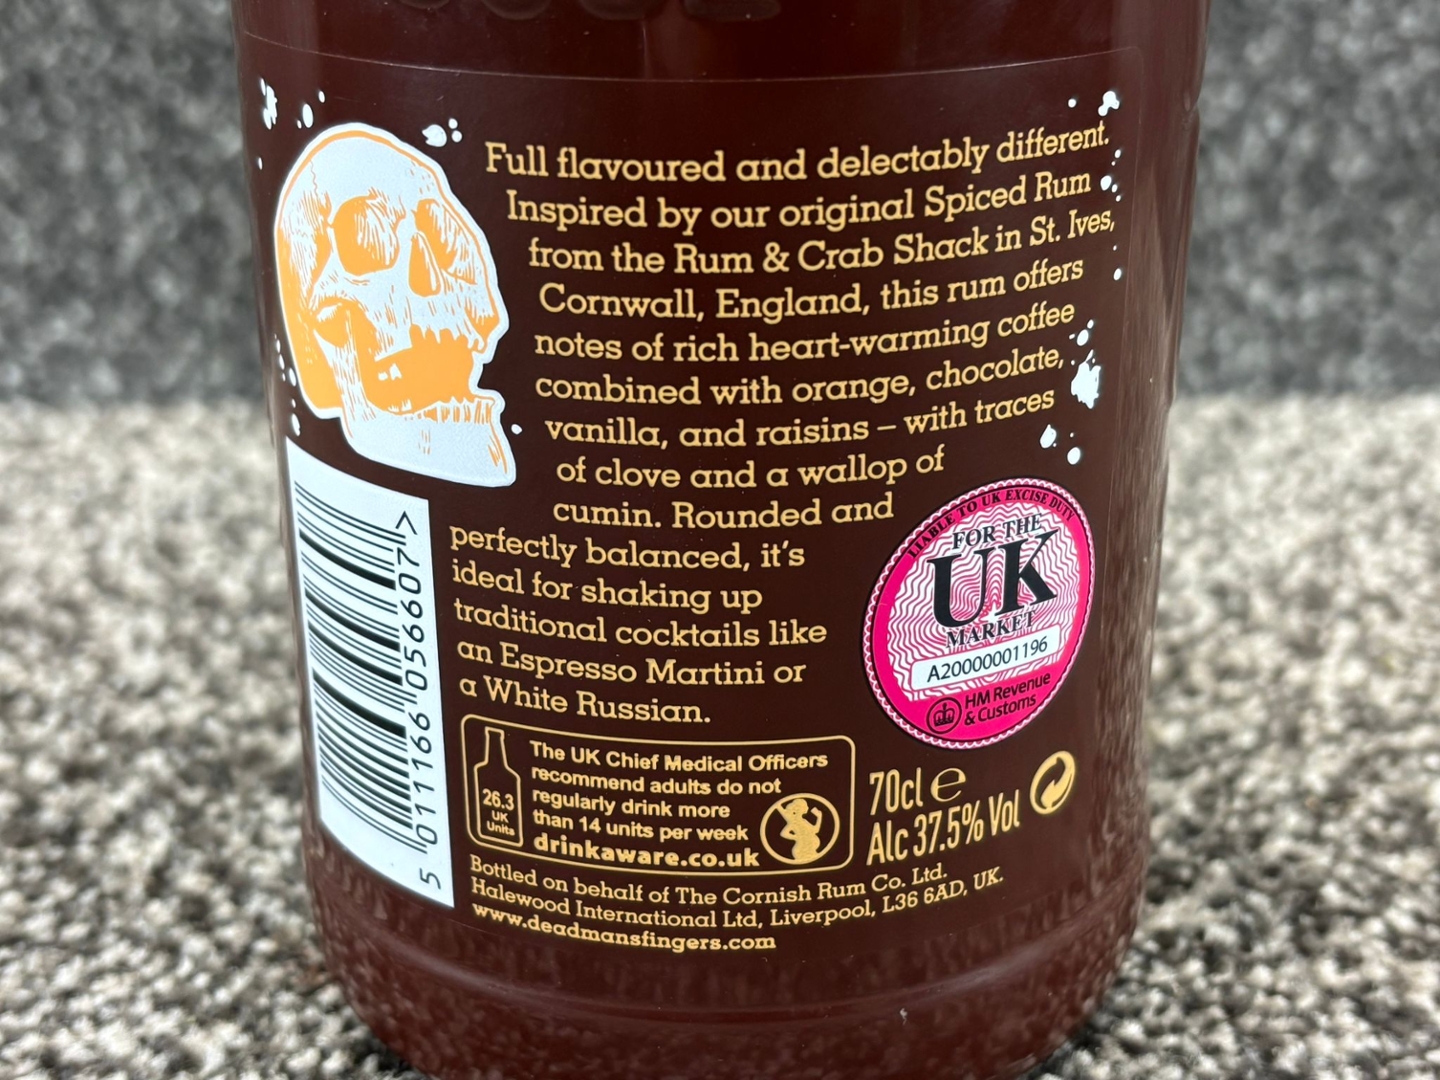 Full flavoured and delectably different.
Inspired by our original Spiced Rum
from the Rum & Crab Shack in St. Ives,
Cornwall, England, this rum offers
notes of rich heart-warming coffee
combined with orange, chocolate,
vanilla, and raisins – with traces
of clove and a wallop of
cumin. Rounded and
perfectly balanced, it's
ideal for shaking up
traditional cocktails like
an Espresso Martini or
a White Russian.
LIABLE TO UK EXCISE DUTY
FOR THE
UK
MARKET
A20000001196
HM Revenue
& Customs
5 011166 056607 >
26.3
UK
Units
The UK Chief Medical Officers
recommend adults do not
regularly drink more
than 14 units per week
drinkaware.co.uk
70cl e
Alc 37.5% Vol
Bottled on behalf of The Cornish Rum Co. Ltd.
Halewood International Ltd, Liverpool, L36 6AD, UK.
www.deadmansfingers.com